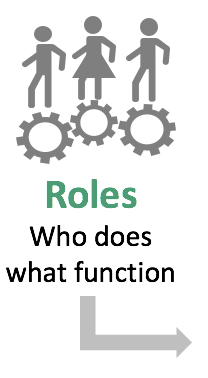 Roles
Who does
what function